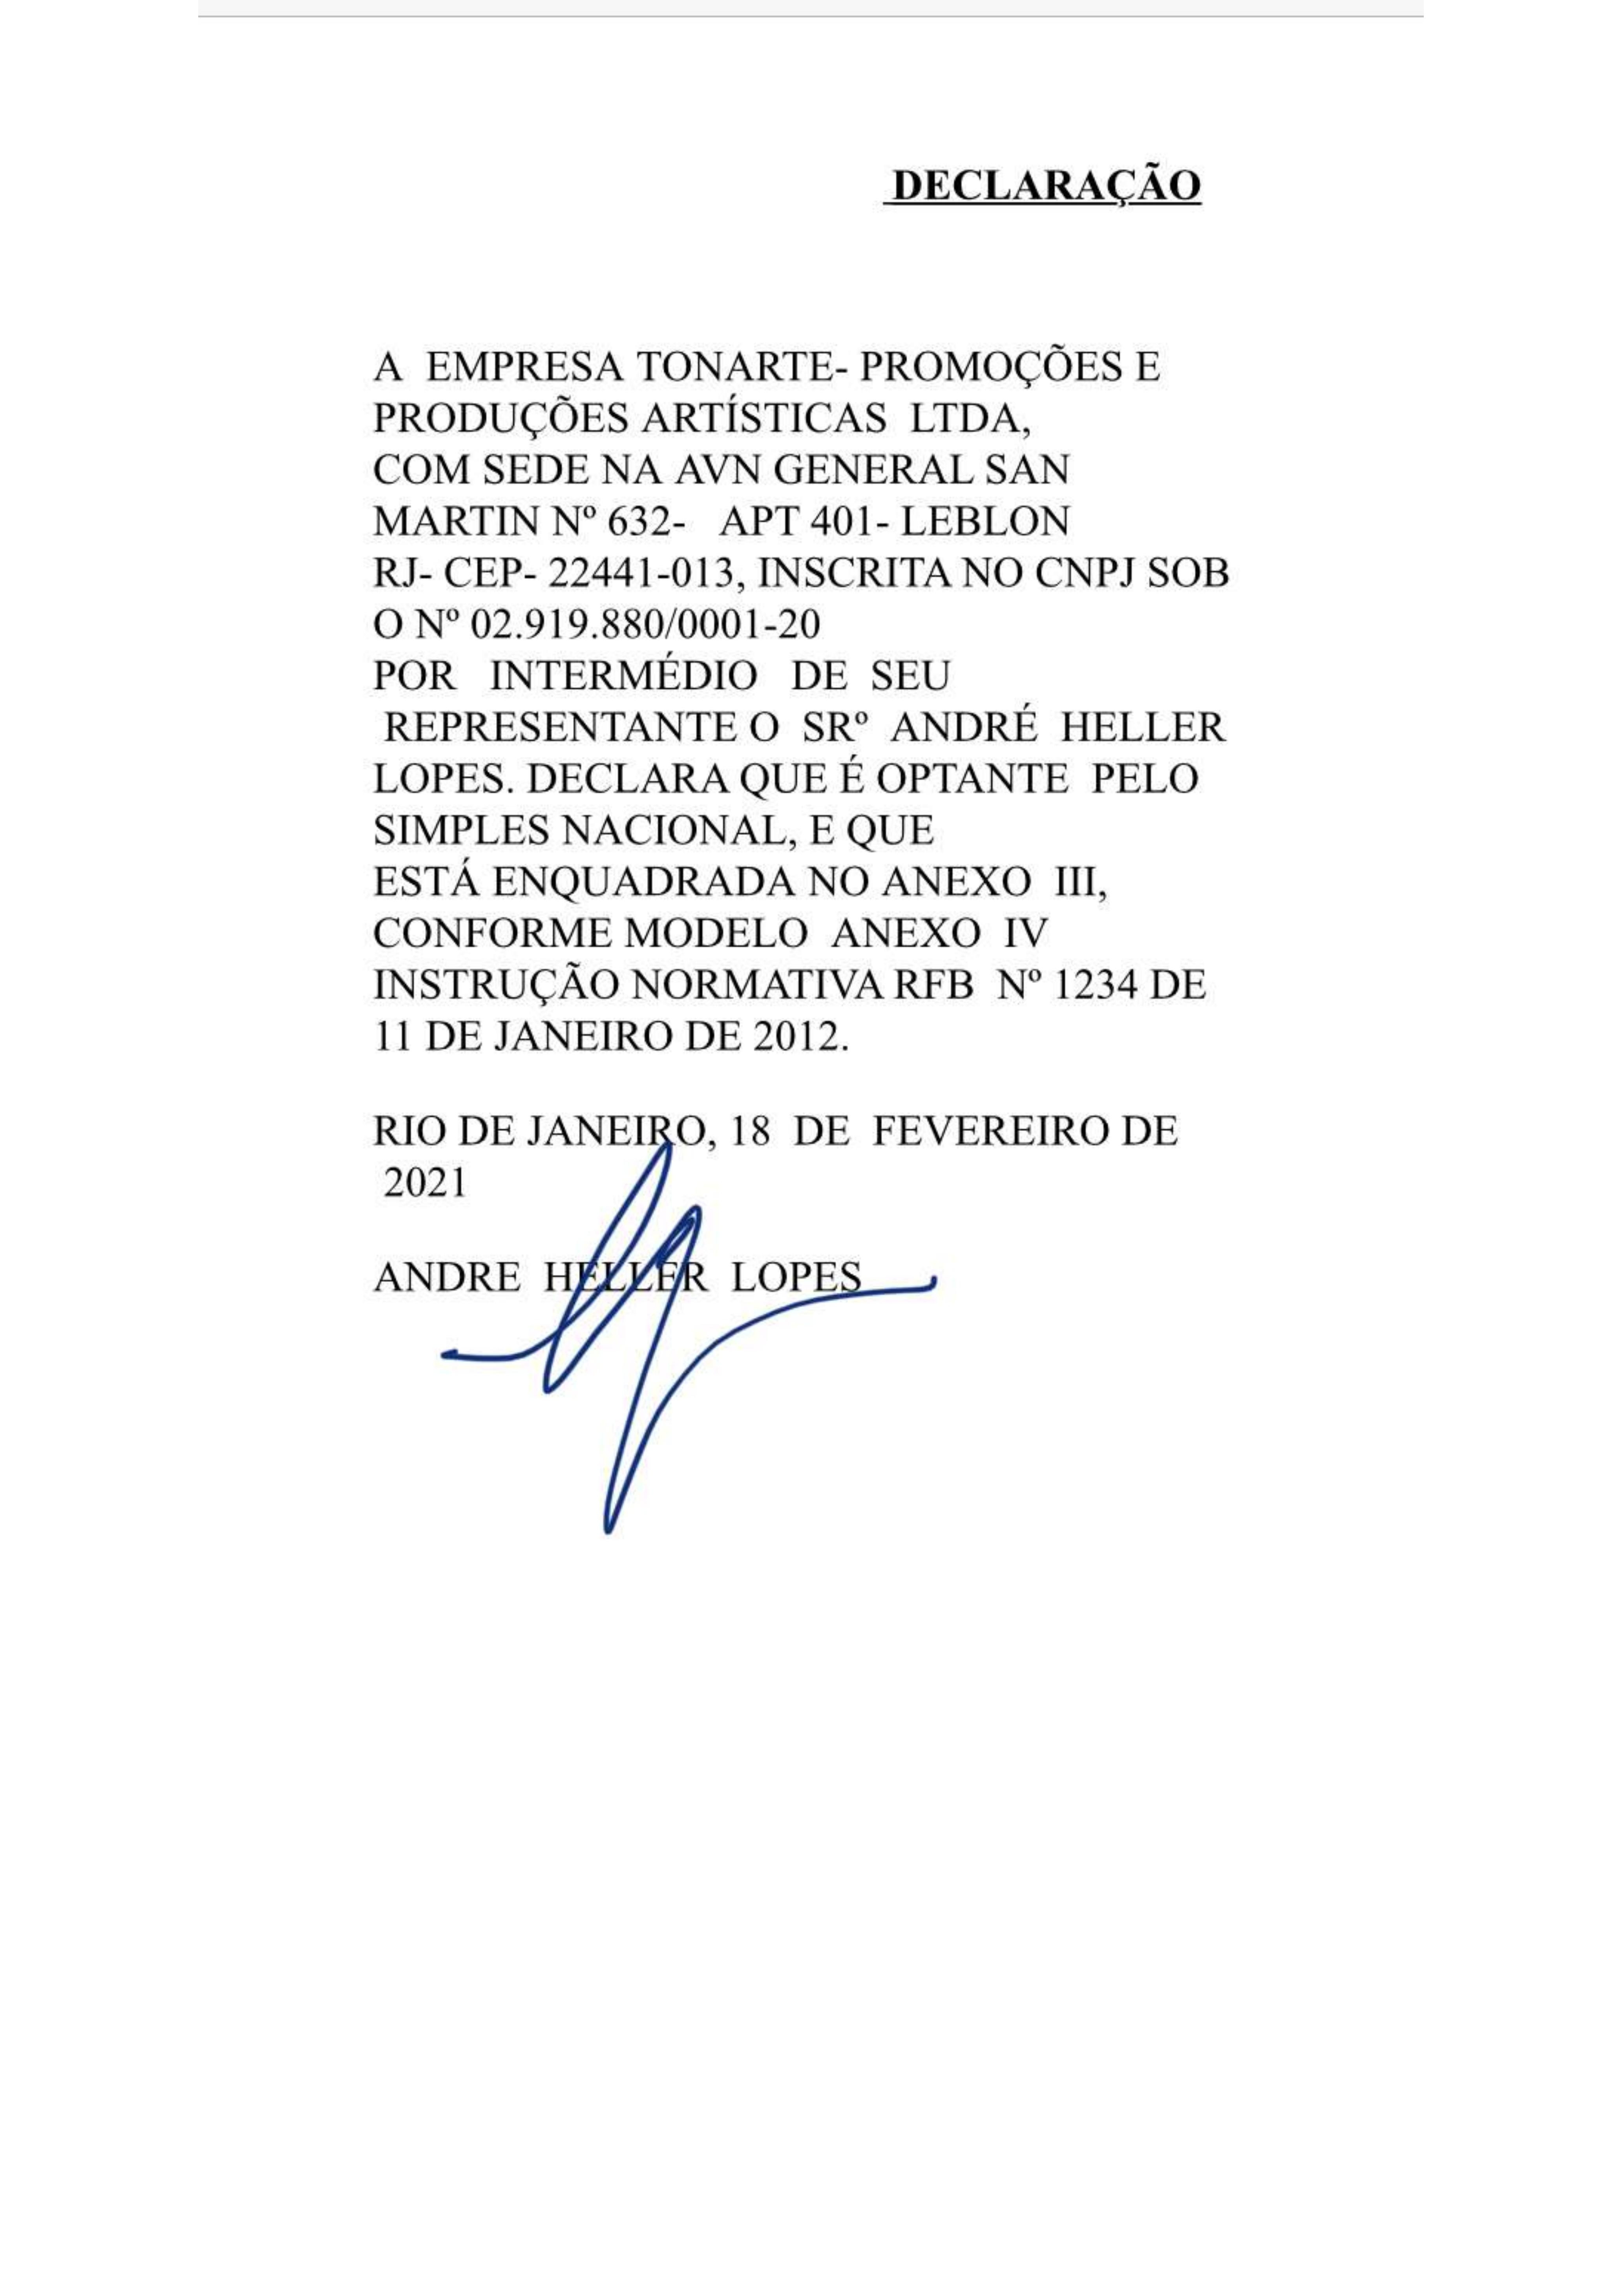 DECLARAÇÃO
A EMPRESA TONARTE- PROMOÇÕES E
PRODUÇÕES ARTÍSTICAS LTDA,
COM SEDE NA AVN GENERAL SAN
MARTIN Nº 632- APT 401- LEBLON
RJ- CEP- 22441-013, INSCRITA NO CNPJ SOB
O Nº 02.919.880/0001-20
POR INTERMÉDIO DE SEU
REPRESENTANTE O SRº ANDRÉ HELLER
LOPES. DECLARA QUE É OPTANTE PELO
SIMPLES NACIONAL, E QUE
ESTÁ ENQUADRADA NO ANEXO III,
CONFORME MODELO ANEXO IV
INSTRUÇÃO NORMATIVA RFB Nº 1234 DE
11 DE JANEIRO DE 2012.
RIO DE JANEIRO, 18 DE FEVEREIRO DE
2021
ANDRE HELLER LOPES